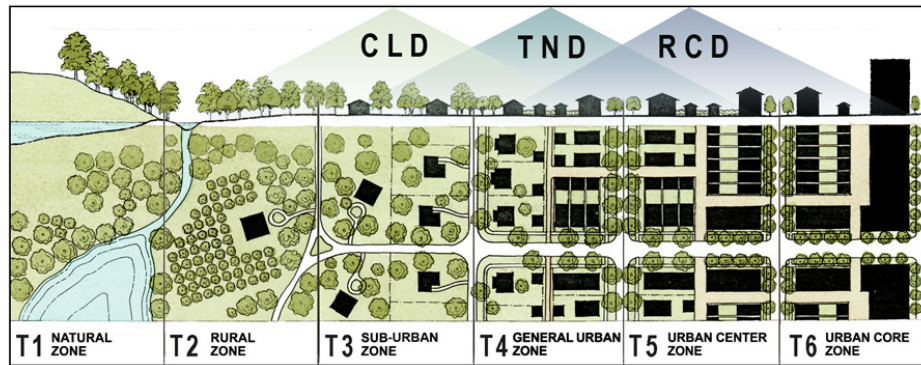 CLD TND RCD
T1 NATURAL ZONE
T2 RURAL ZONE
T3 SUB-URBAN ZONE
T4 GENERAL URBAN ZONE
T5 URBAN CENTER ZONE
T6 URBAN CORE ZONE